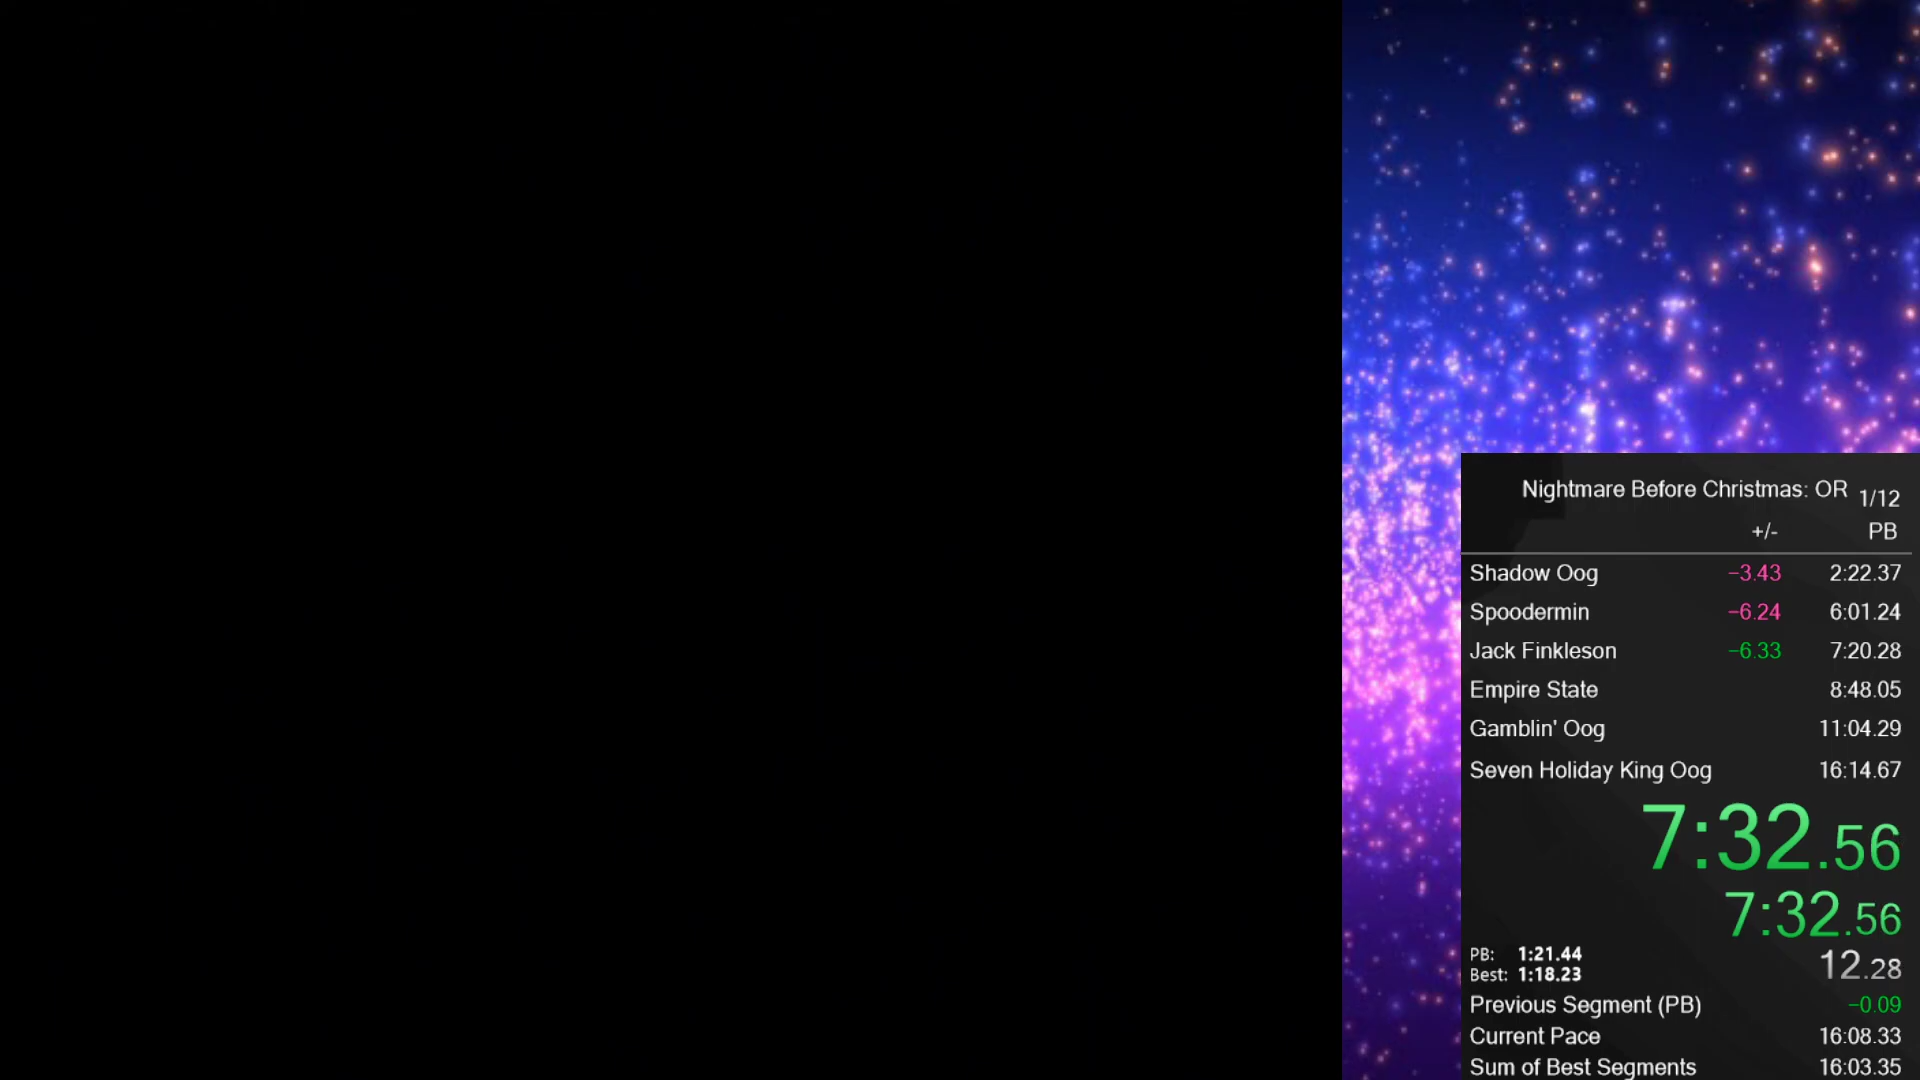 Nightmare Before Christmas: OR 1/12
+/- PB
Shadow Oog −3.43 2:22.37
Spoodermin −6.24 6:01.24
Jack Finkleson −6.33 7:20.28
Empire State 8:48.05
Gamblin' Oog 11:04.29
Seven Holiday King Oog 16:14.67
7:32.56
7:32.56
PB: 1:21.44
Best: 1:18.23
12.28
Previous Segment (PB) −0.09
Current Pace 16:08.33
Sum of Best Segments 16:03.35